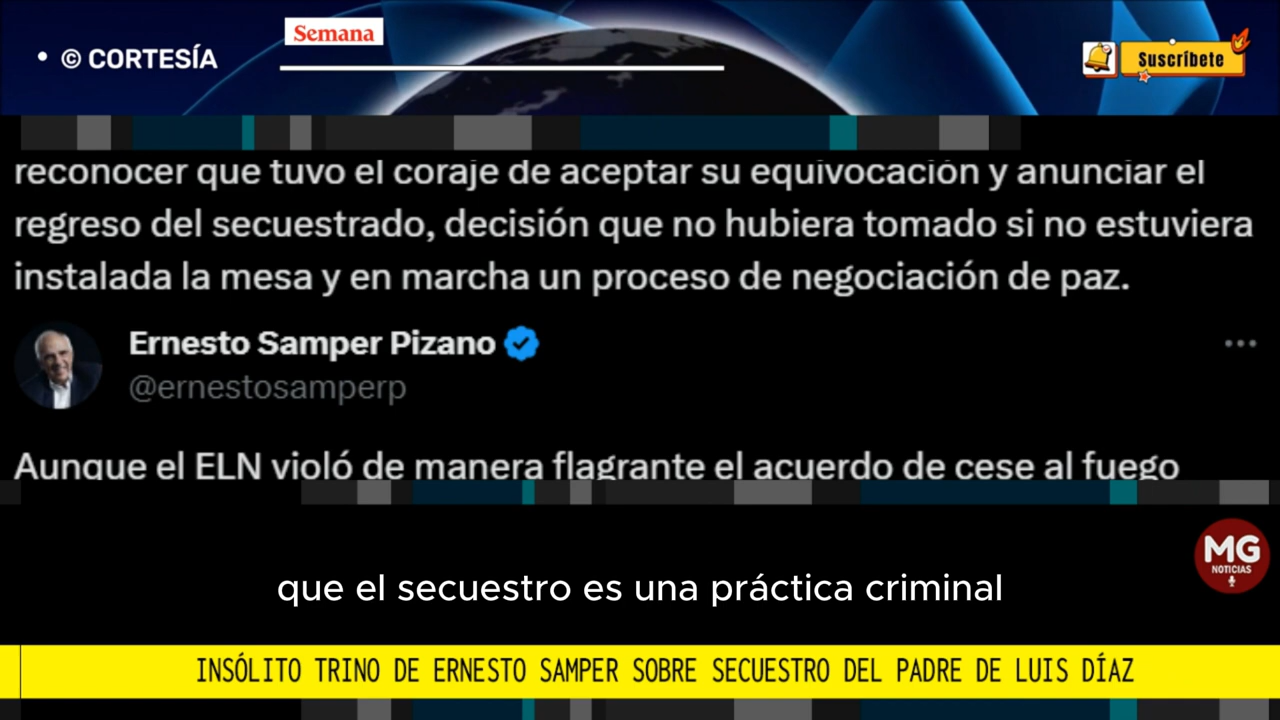 Semana
• © CORTESÍA
Suscríbete
reconocer que tuvo el coraje de aceptar su equivocación y anunciar el
regreso del secuestrado, decisión que no hubiera tomado si no estuviera
instalada la mesa y en marcha un proceso de negociación de paz.
Ernesto Samper Pizano
@ernestosamperp
Aunque el ELN violó de manera flagrante el acuerdo de cese al fuego
que el secuestro es una práctica criminal
MG
NOTICIAS
INSÓLITO TRINO DE ERNESTO SAMPER SOBRE SECUESTRO DEL PADRE DE LUIS DÍAZ